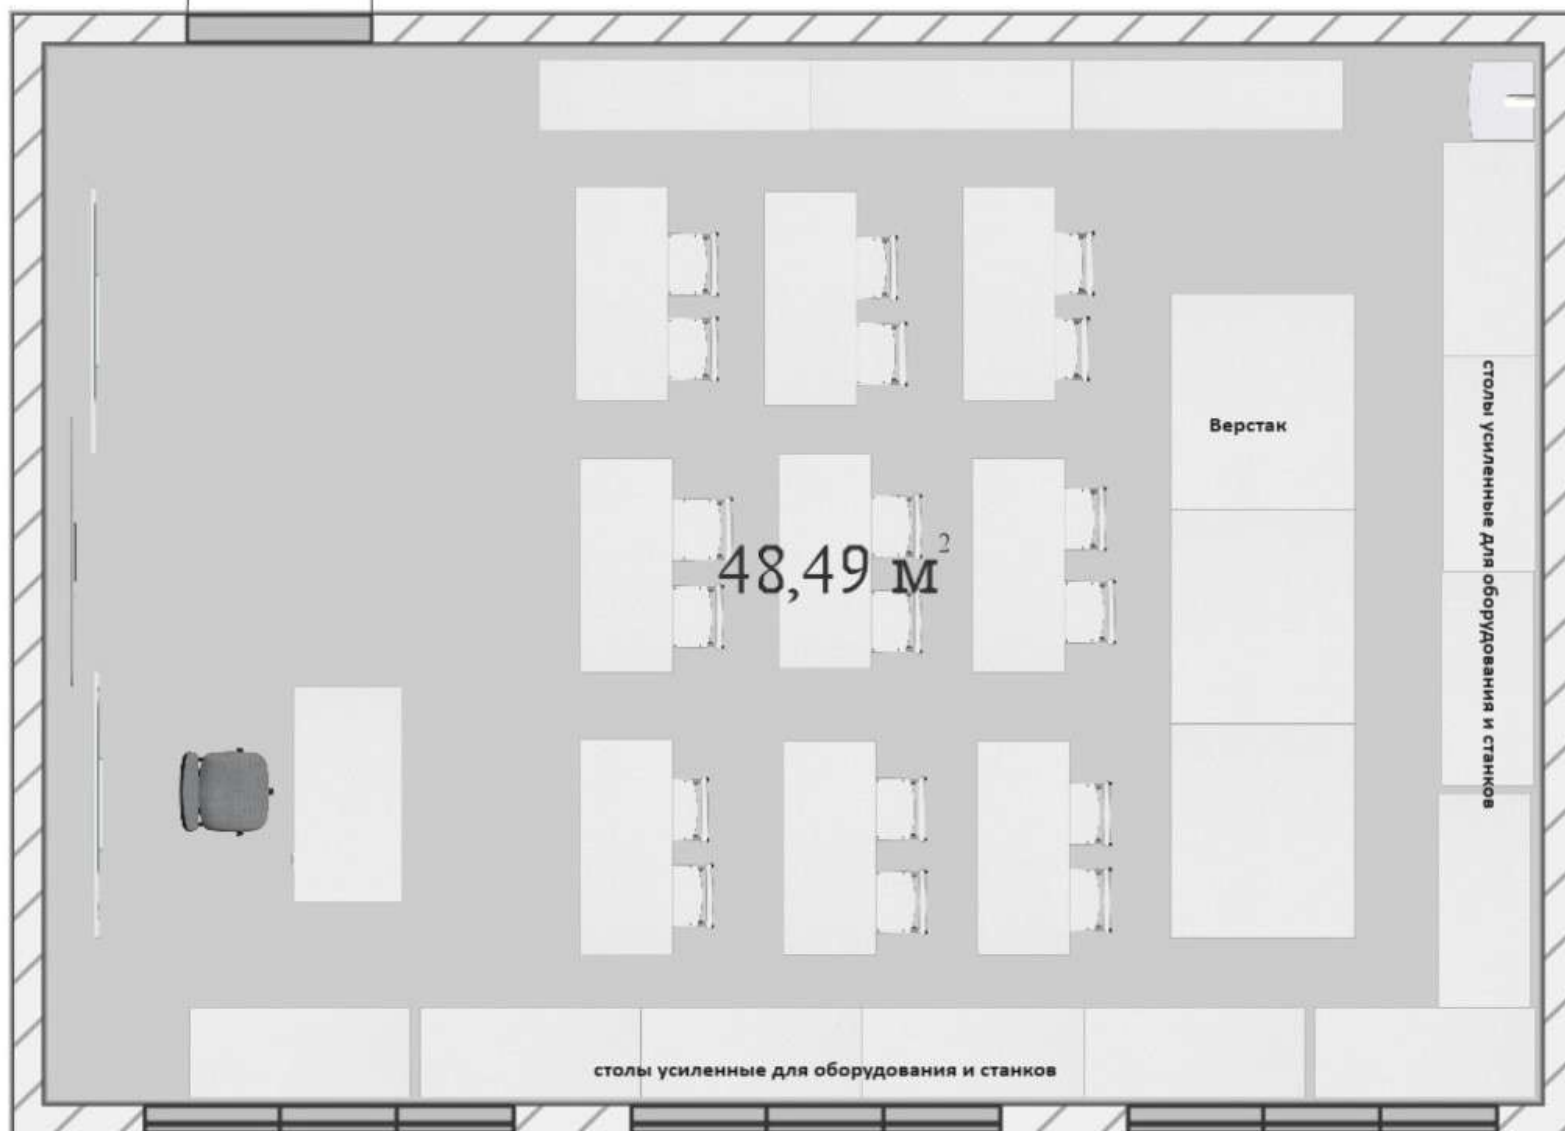 Верстак
столы усиленные для оборудования и станков
48,49 м²
столы усиленные для оборудования и станков